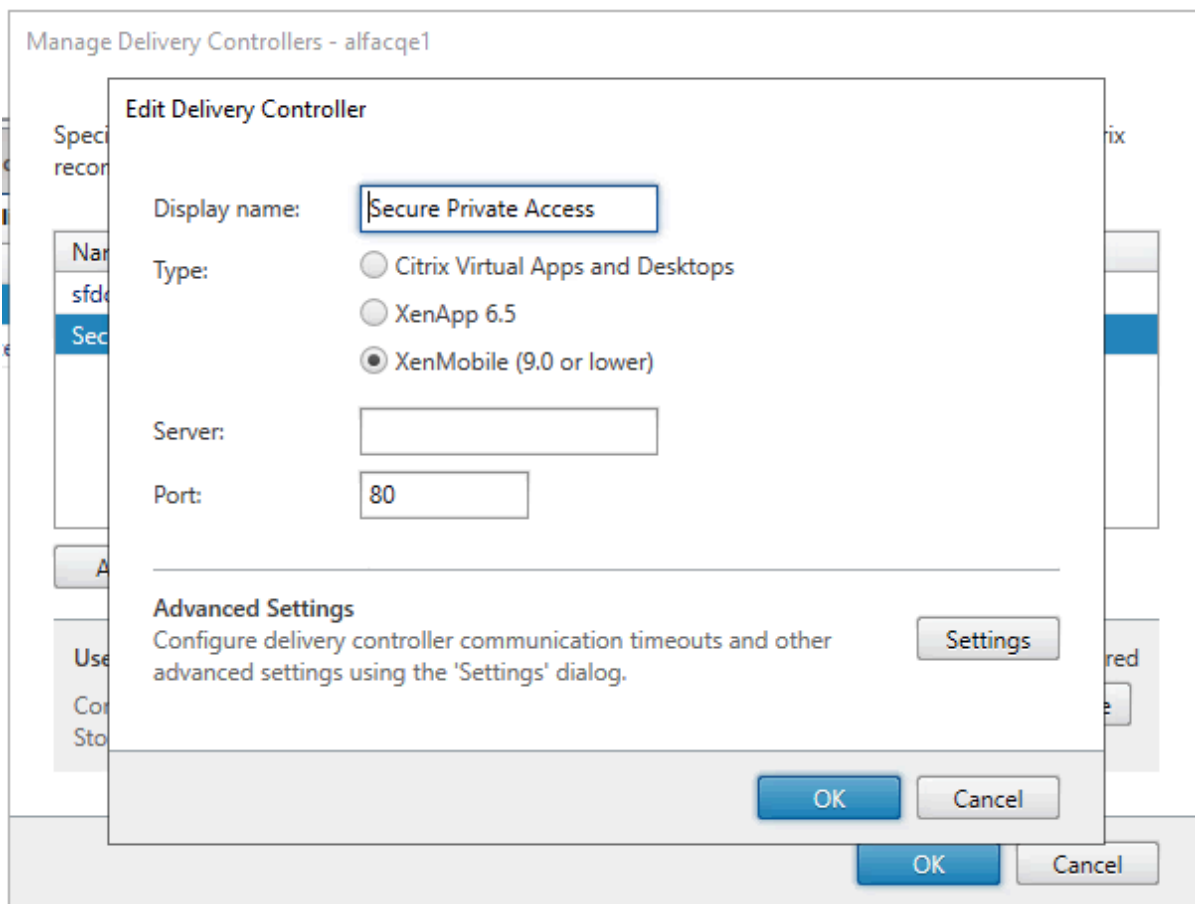 Manage Delivery Controllers - alfacqe1
Edit Delivery Controller
Display name:
Secure Private Access
Type:
Citrix Virtual Apps and Desktops
XenApp 6.5
XenMobile (9.0 or lower)
Server:
Port:
80
Advanced Settings
Configure delivery controller communication timeouts and other
advanced settings using the 'Settings' dialog.
Settings
OK
Cancel
OK
Cancel